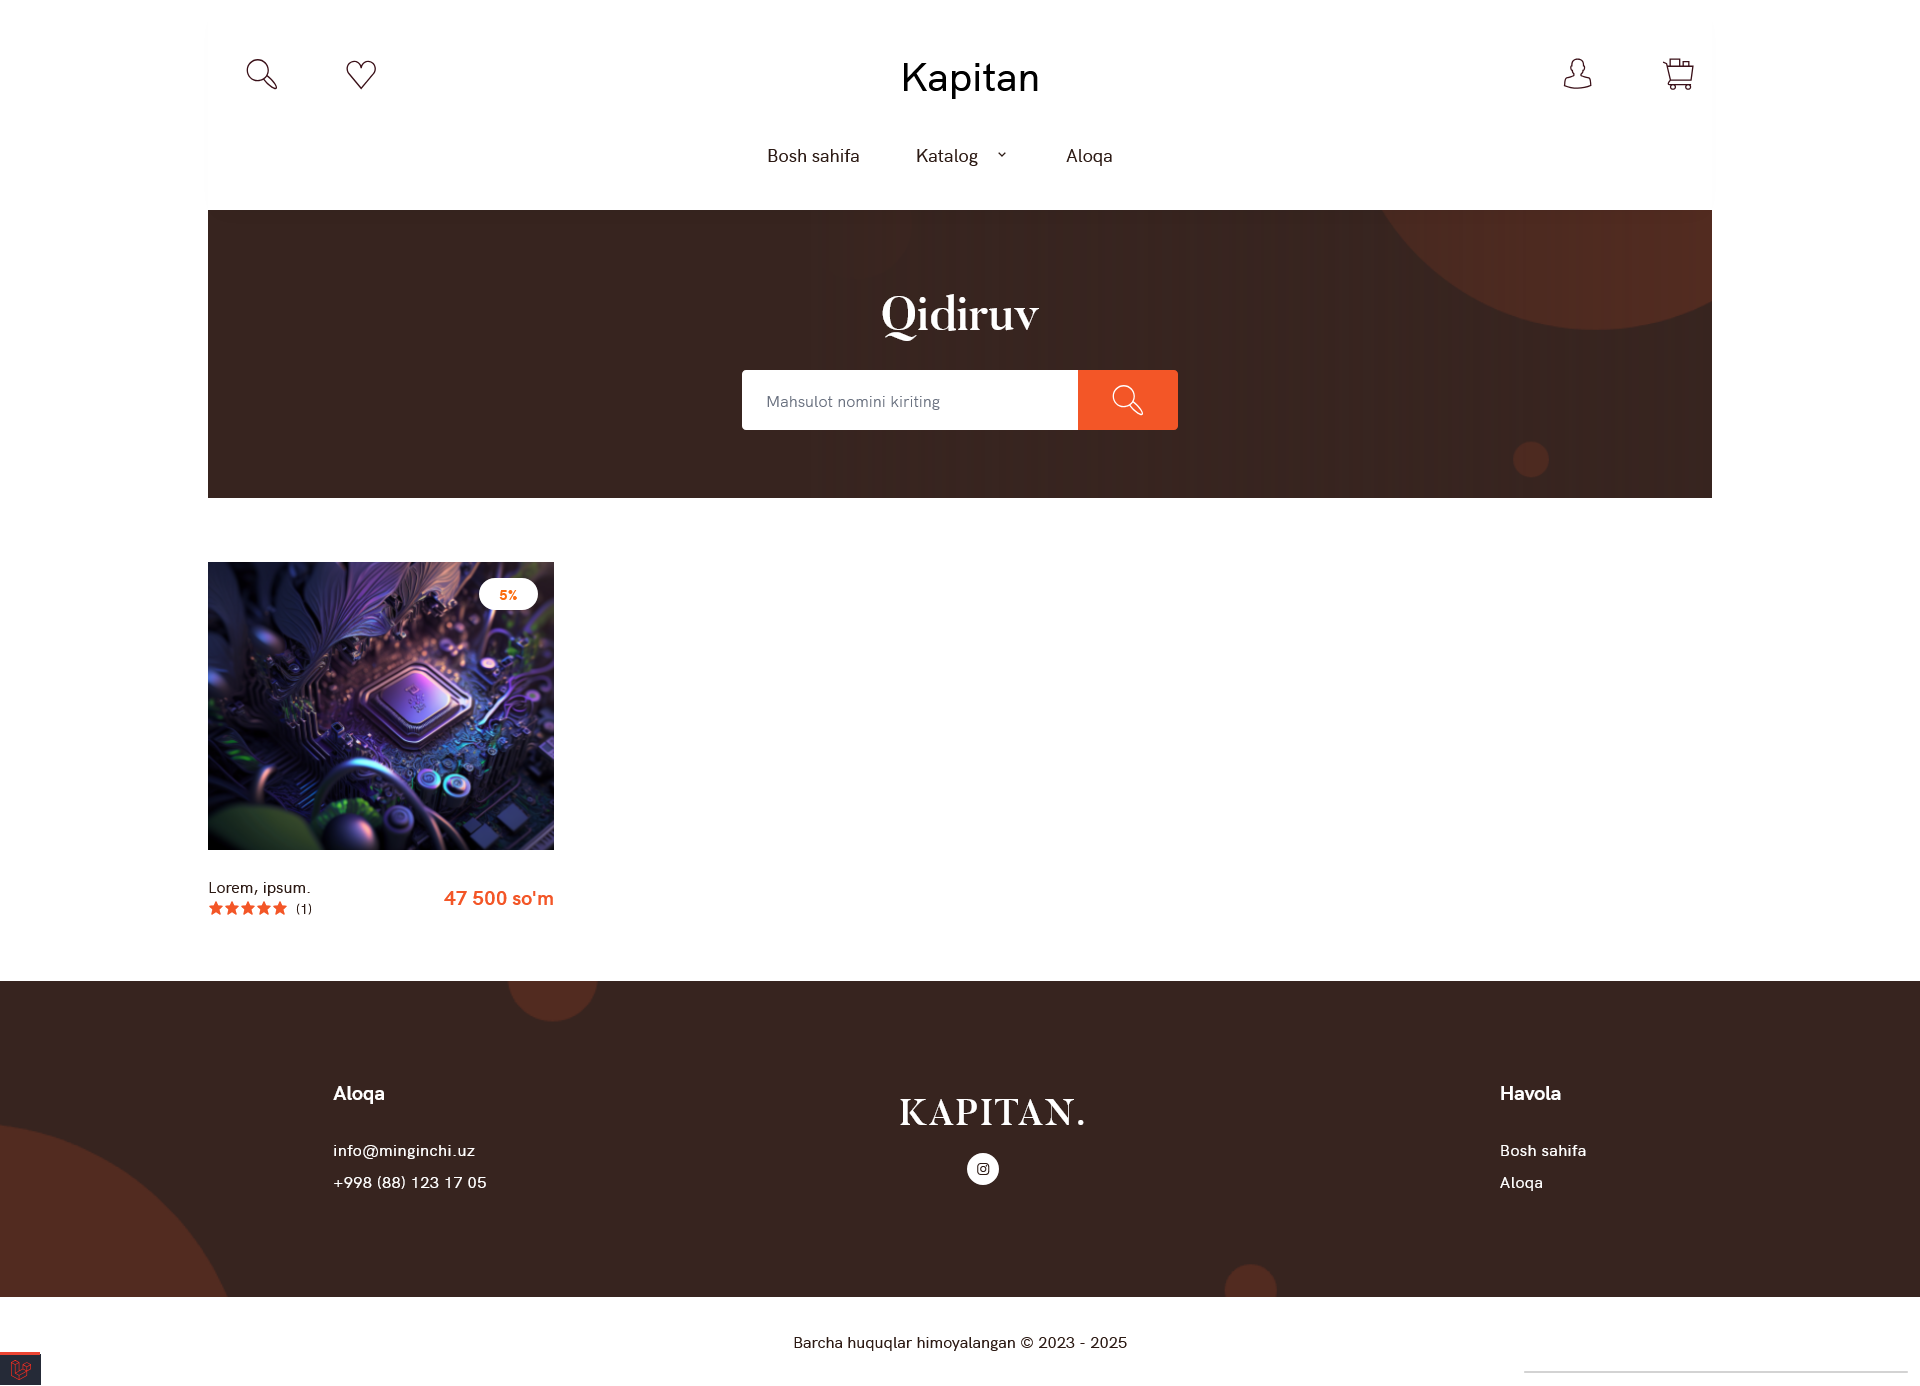 Kapitan
Bosh sahifa
Katalog
Aloqa
Qidiruv
Mahsulot nomini kiriting
5%
Lorem, ipsum.
(1)
47 500 so'm
Aloqa
info@minginchi.uz
+998 (88) 123 17 05
KAPITAN.
Havola
Bosh sahifa
Aloqa
Barcha huquqlar himoyalangan © 2023 - 2025